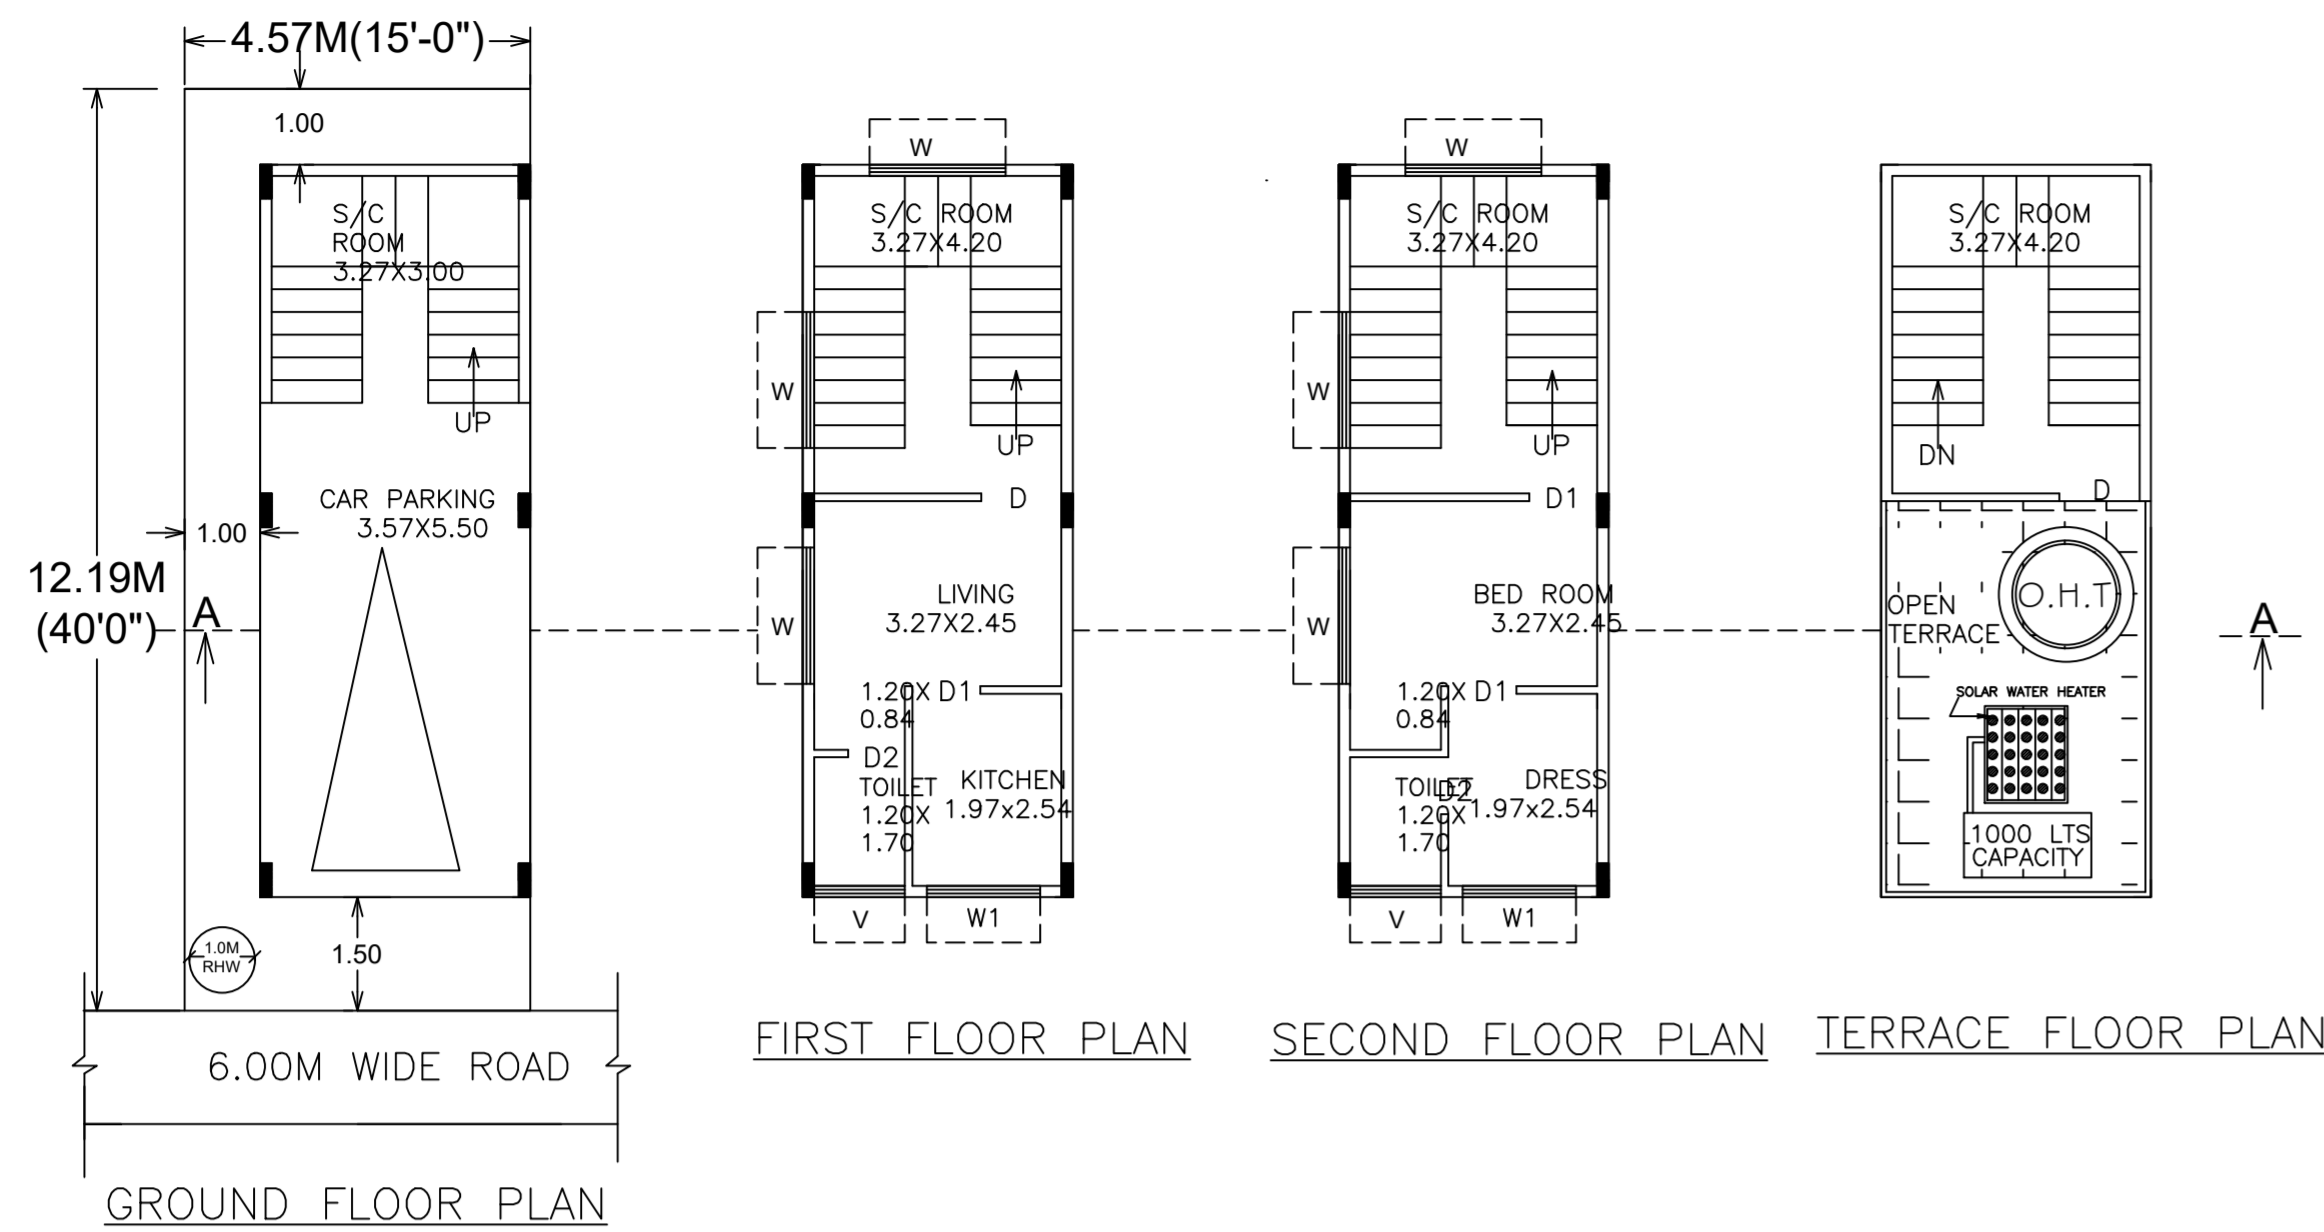 4.57M(15'-0")
1.00
S/C
ROOM
3.27X3.00
UP
CAR PARKING
3.57X5.50
1.00
12.19M
(40'0")
A
1.0M
RHW
1.50
6.00M WIDE ROAD
GROUND FLOOR PLAN
W
S/C ROOM
3.27X4.20
W
UP
D
LIVING
3.27X2.45
W
1.20X
0.84
D1
D2
TOILET
1.20X
1.70
KITCHEN
1.97x2.54
V
W1
FIRST FLOOR PLAN
W
S/C ROOM
3.27X4.20
W
UP
D1
BED ROOM
3.27X2.45
W
1.20X
0.84
D1
TOILET
1.20X
1.70
D2
DRESS
1.97x2.54
V
W1
SECOND FLOOR PLAN
S/C ROOM
3.27X4.20
DN
D
OPEN
TERRACE
O.H.T
SOLAR WATER HEATER
1000 LTS
CAPACITY
A
TERRACE FLOOR PLAN